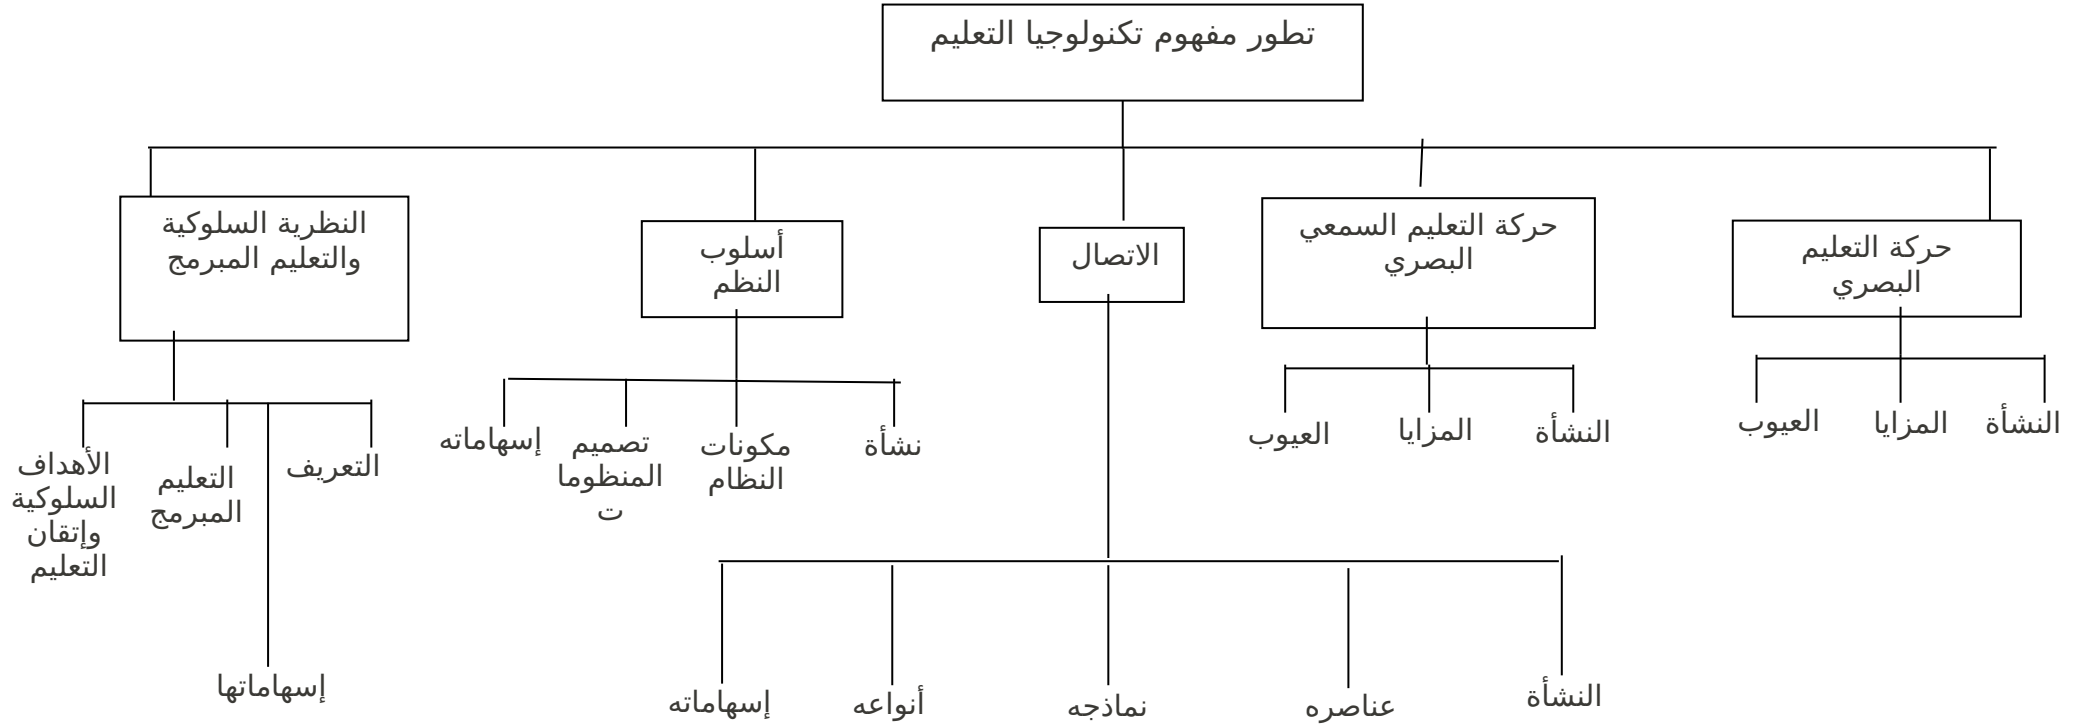 تطور مفهوم تكنولوجيا التعليم
حركة التعليم
البصري
حركة التعليم السمعي
البصري
الاتصال
أسلوب
النظم
النظرية السلوكية
والتعليم المبرمج
النشأة
المزايا
العيوب
النشأة
المزايا
العيوب
نشأة
مكونات
النظام
تصميم
المنظوما
ت
إسهاماته
التعريف
التعليم
المبرمج
الأهداف
السلوكية
وإتقان
التعليم
النشأة
عناصره
نماذجه
أنواعه
إسهاماته
إسهاماتها